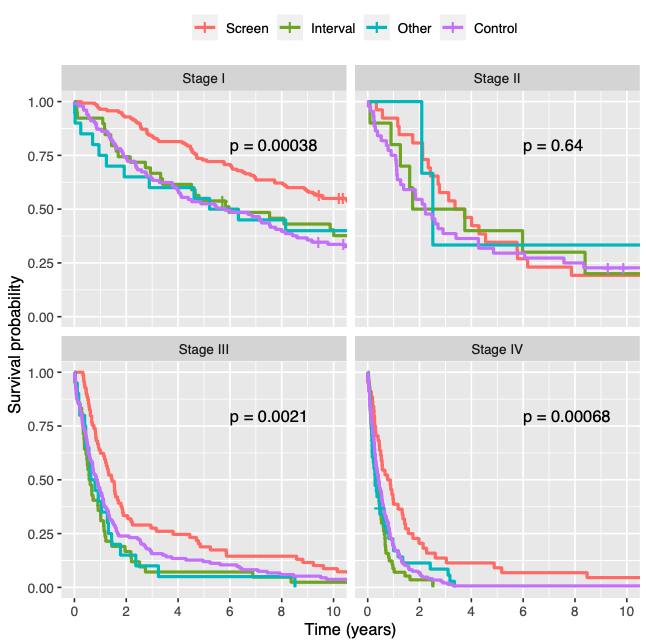 Screen Interval Other Control
Stage I Stage II
1.00
0.75
0.50
0.25
0.00
p = 0.00038 p = 0.64
Stage III Stage IV
1.00
0.75
0.50
0.25
0.00
p = 0.0021 p = 0.00068
0 2 4 6 8 10 0 2 4 6 8 10
Time (years)
Survival probability